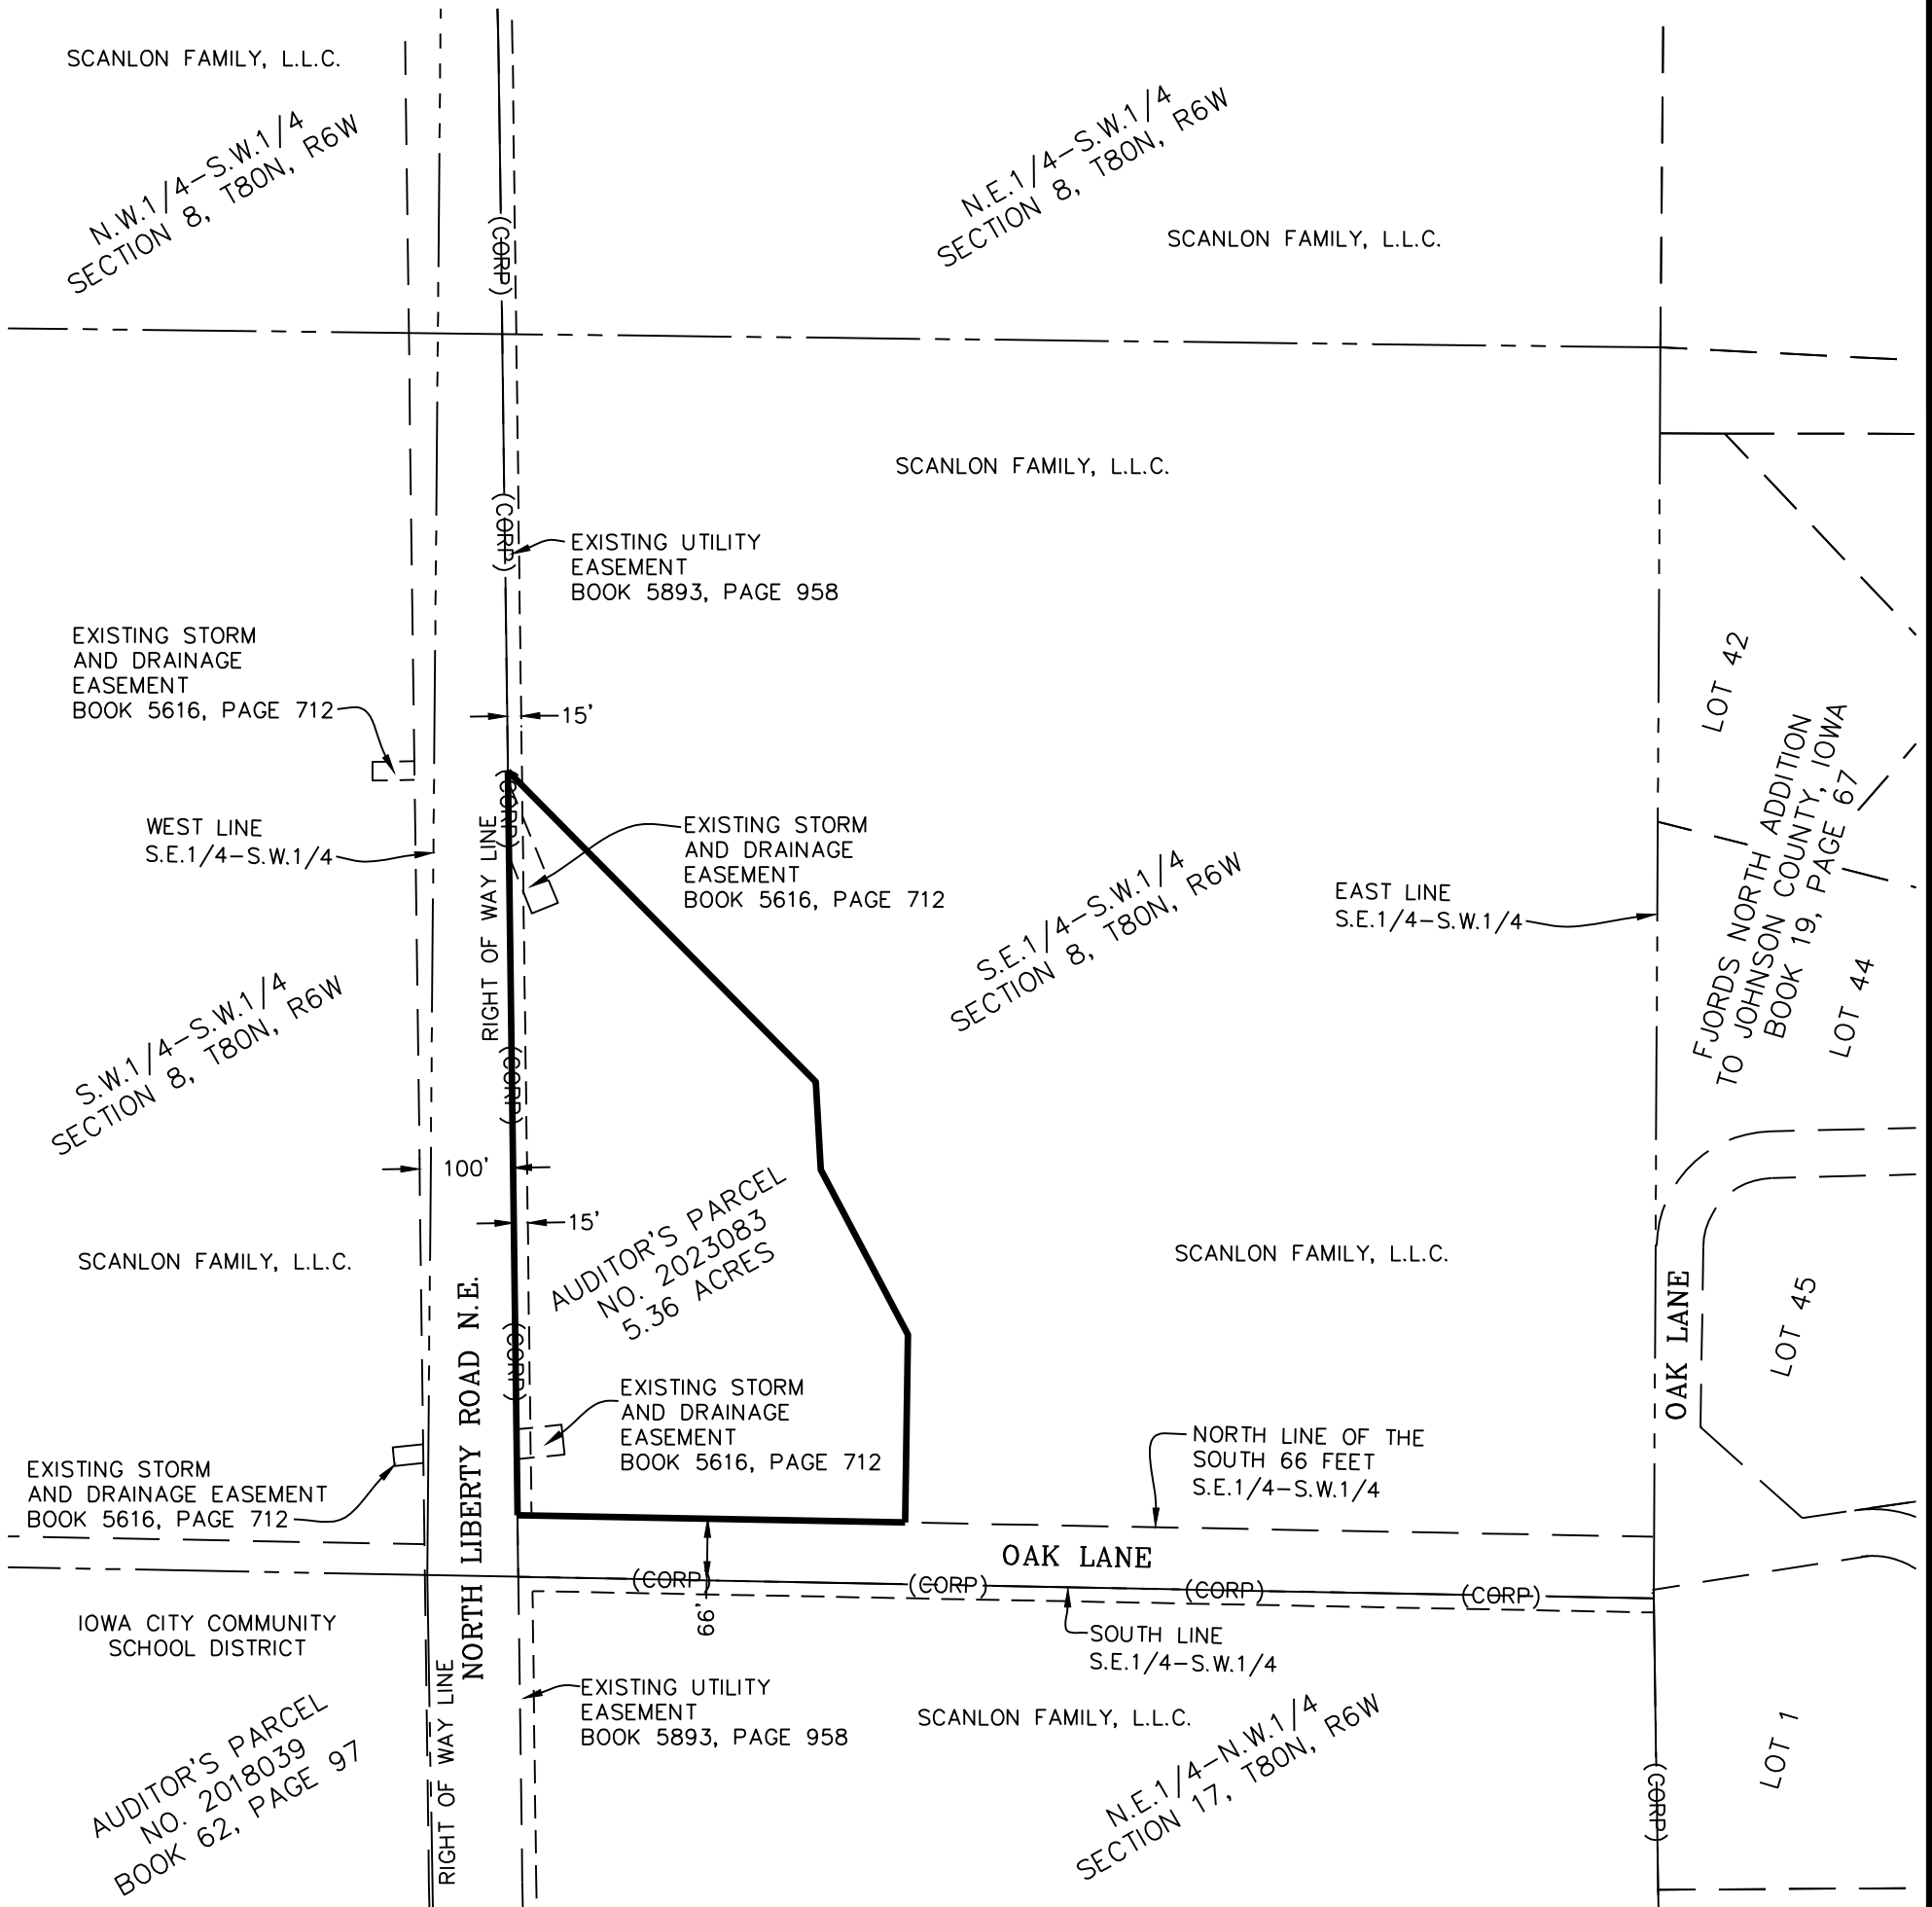 SCANLON FAMILY, L.L.C.
N.W.1/4-S.W.1/4
SECTION 8, T80N, R6W
N.E.1/4-S.W.1/4
SECTION 8, T80N, R6W
SCANLON FAMILY, L.L.C.
(CORP)
SCANLON FAMILY, L.L.C.
(CORP)
EXISTING UTILITY
EASEMENT
BOOK 5893, PAGE 958
EXISTING STORM
AND DRAINAGE
EASEMENT
BOOK 5616, PAGE 712
15'
LOT 42
FJORDS NORTH ADDITION
TO JOHNSON COUNTY, IOWA
BOOK 19, PAGE 67
WEST LINE
S.E.1/4-S.W.1/4
(CORP)
RIGHT OF WAY LINE
EXISTING STORM
AND DRAINAGE
EASEMENT
BOOK 5616, PAGE 712
S.E.1/4-S.W.1/4
SECTION 8, T80N, R6W
EAST LINE
S.E.1/4-S.W.1/4
LOT 44
S.W.1/4-S.W.1/4
SECTION 8, T80N, R6W
(CORP)
100'
15'
AUDITOR'S PARCEL
NO. 2023083
5.36 ACRES
SCANLON FAMILY, L.L.C.
SCANLON FAMILY, L.L.C.
OAK LANE
LOT 45
NORTH LIBERTY ROAD N.E.
(CORP)
EXISTING STORM
AND DRAINAGE
EASEMENT
BOOK 5616, PAGE 712
NORTH LINE OF THE
SOUTH 66 FEET
S.E.1/4-S.W.1/4
EXISTING STORM
AND DRAINAGE EASEMENT
BOOK 5616, PAGE 712
OAK LANE
(CORP)
(CORP)
(CORP)
(CORP)
66'
IOWA CITY COMMUNITY
SCHOOL DISTRICT
SOUTH LINE
S.E.1/4-S.W.1/4
RIGHT OF WAY LINE
EXISTING UTILITY
EASEMENT
BOOK 5893, PAGE 958
SCANLON FAMILY, L.L.C.
AUDITOR'S PARCEL
NO. 2018039
BOOK 62, PAGE 97
N.E.1/4-N.W.1/4
SECTION 17, T80N, R6W
(CORP)
LOT 1